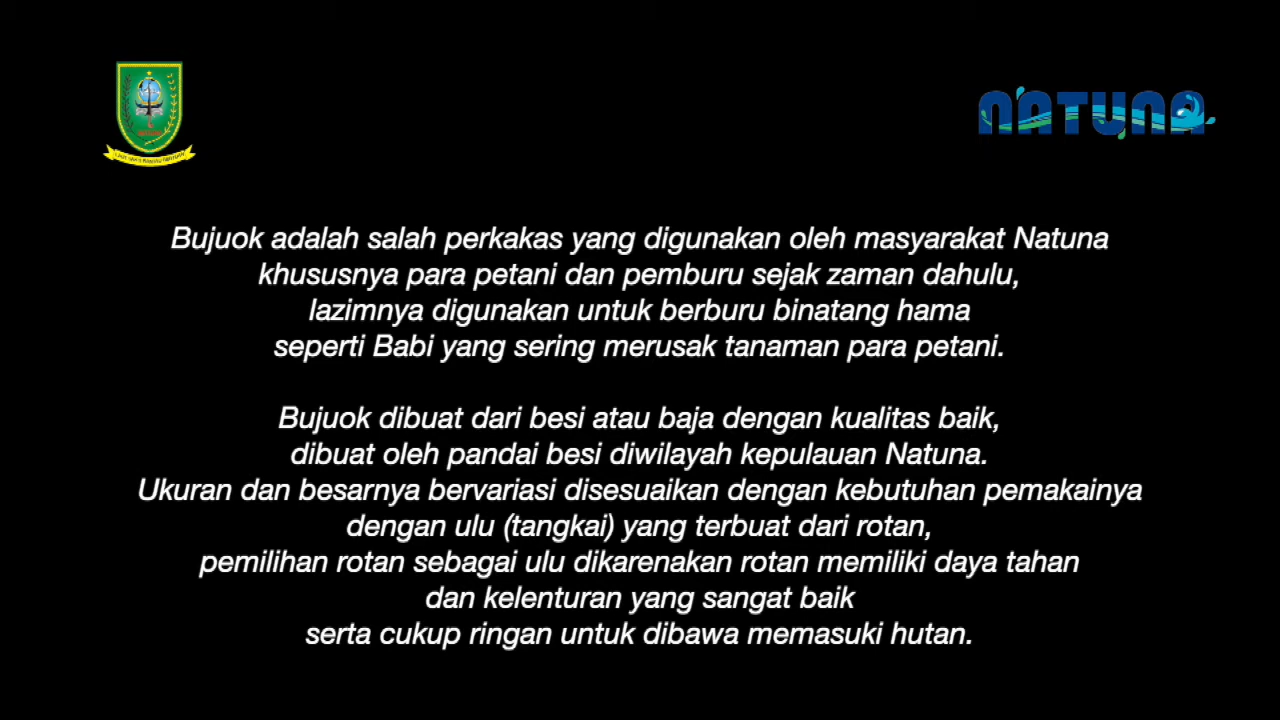 NATUNA
Bujuok adalah salah perkakas yang digunakan oleh masyarakat Natuna
khususnya para petani dan pemburu sejak zaman dahulu,
lazimnya digunakan untuk berburu binatang hama
seperti Babi yang sering merusak tanaman para petani.
Bujuok dibuat dari besi atau baja dengan kualitas baik,
dibuat oleh pandai besi diwilayah kepulauan Natuna.
Ukuran dan besarnya bervariasi disesuaikan dengan kebutuhan pemakainya
dengan ulu (tangkai) yang terbuat dari rotan,
pemilihan rotan sebagai ulu dikarenakan rotan memiliki daya tahan
dan kelenturan yang sangat baik
serta cukup ringan untuk dibawa memasuki hutan.